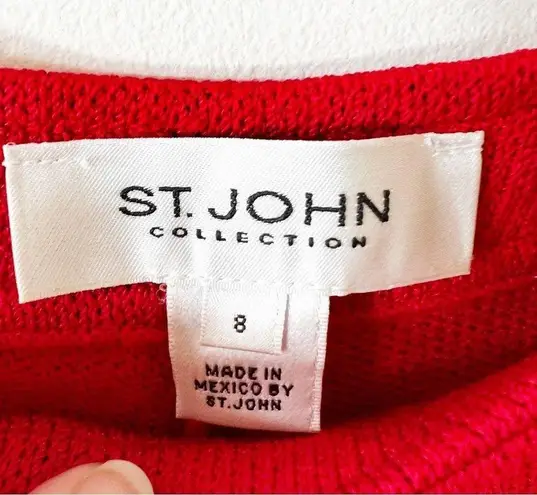 ST. JOHN
COLLECTION
8
MADE IN
MEXICO BY
ST. JOHN